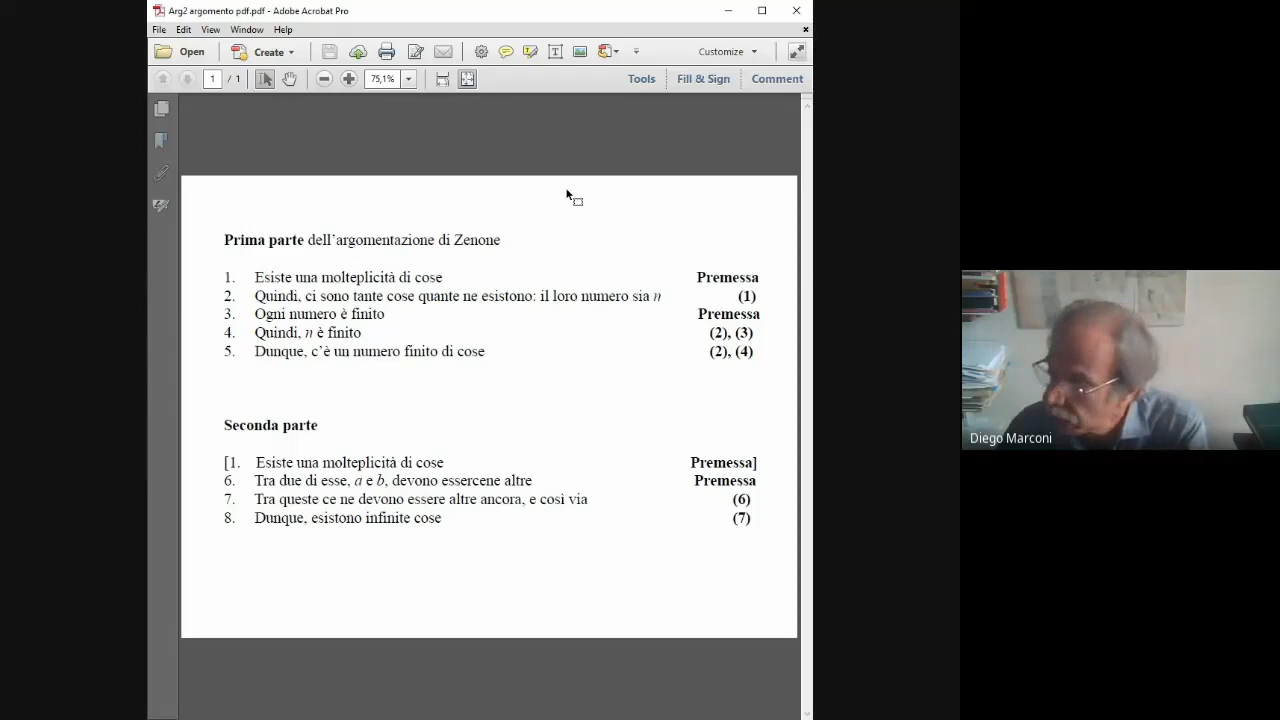 Arg2 argomento pdf.pdf - Adobe Acrobat Pro
File Edit View Window Help
Open Create Customize
1 / 1 75,1% Tools Fill & Sign Comment
Prima parte dell’argomentazione di Zenone
1. Esiste una molteplicità di cose Premessa
2. Quindi, ci sono tante cose quante ne esistono: il loro numero sia n (1)
3. Ogni numero è finito Premessa
4. Quindi, n è finito (2), (3)
5. Dunque, c’è un numero finito di cose (2), (4)
Seconda parte
[1. Esiste una molteplicità di cose Premessa]
6. Tra due di esse, a e b, devono essercene altre Premessa
7. Tra queste ce ne devono essere altre ancora, e così via (6)
8. Dunque, esistono infinite cose (7)
Diego Marconi